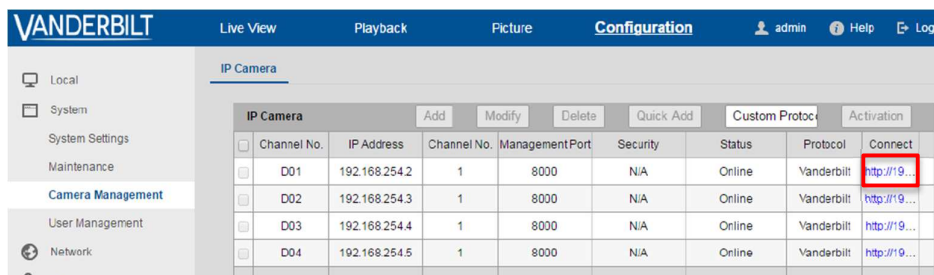 VANDERBILT Live View Playback Picture Configuration admin Help Log
Local
System
System Settings
Maintenance
Camera Management
User Management
Network
IP Camera
IP Camera Add Modify Delete Quick Add Custom Protoc Activation
Channel No. IP Address Channel No. Management Port Security Status Protocol Connect
D01 192.168.254.2 1 8000 N/A Online Vanderbilt http://19...
D02 192.168.254.3 1 8000 N/A Online Vanderbilt http://19...
D03 192.168.254.4 1 8000 N/A Online Vanderbilt http://19...
D04 192.168.254.5 1 8000 N/A Online Vanderbilt http://19...